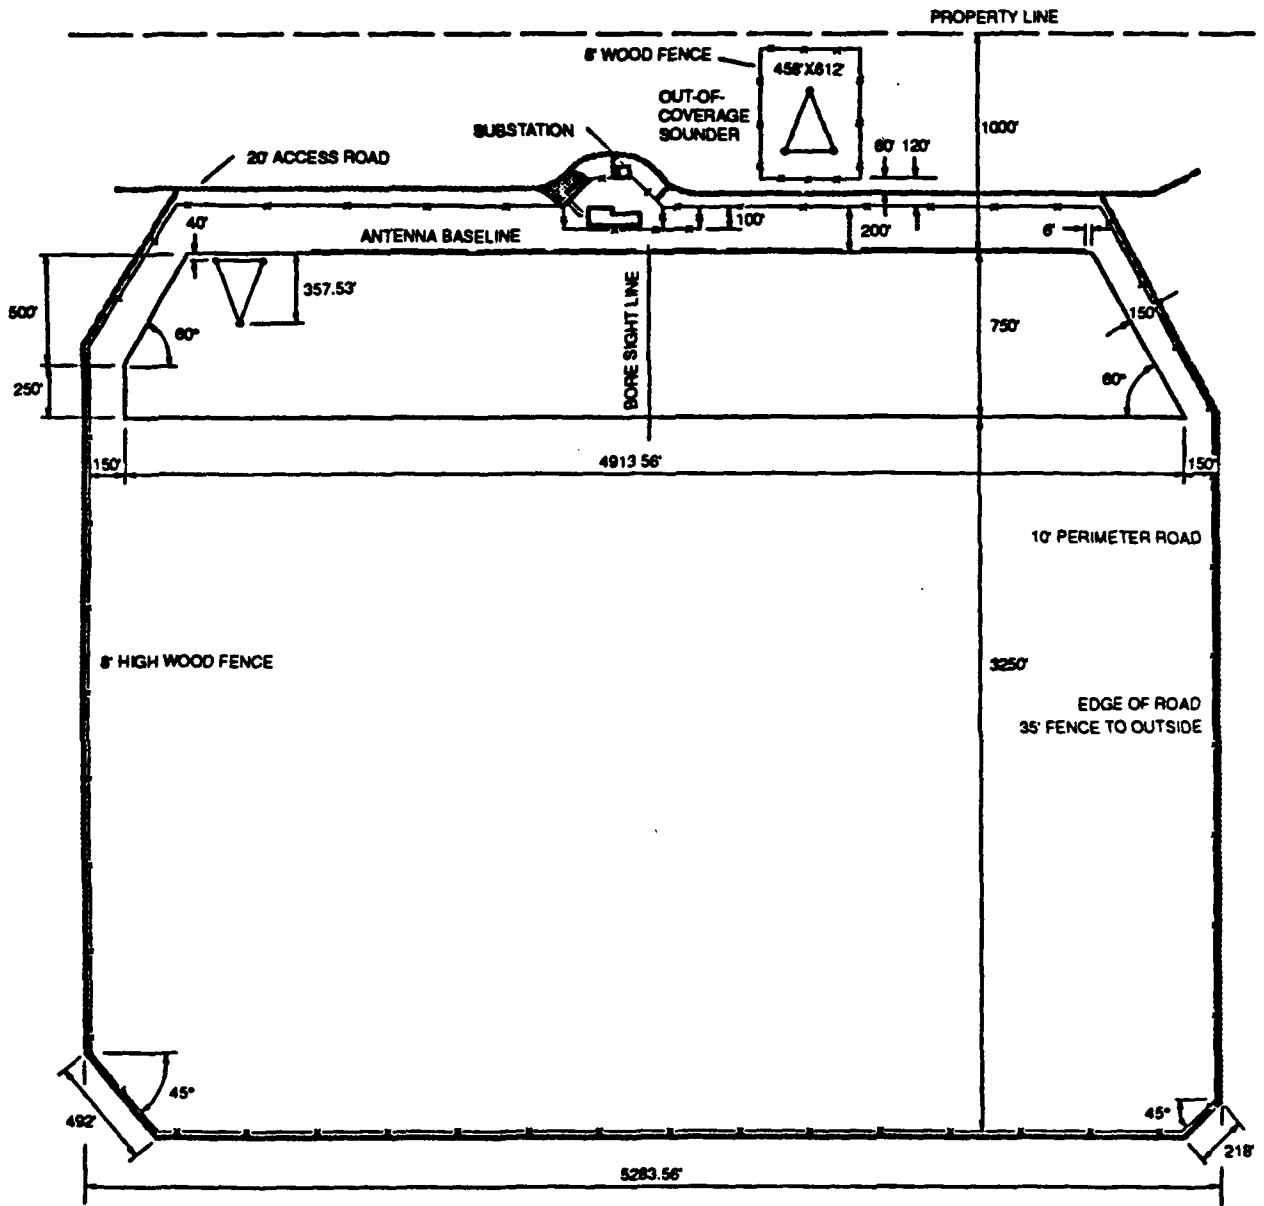 PROPERTY LINE
8' WOOD FENCE
458'X612'
OUT-OF-
COVERAGE
SOUNDER
1000'
SUBSTATION
60' 120'
20' ACCESS ROAD
40'
ANTENNA BASELINE
100'
200'
6'
500'
357.53'
BORE SIGHT LINE
150'
750'
60°
60°
250'
150'
4913.56'
150'
10' PERIMETER ROAD
8' HIGH WOOD FENCE
3250'
EDGE OF ROAD
35' FENCE TO OUTSIDE
45°
492'
45°
218'
5283.56'